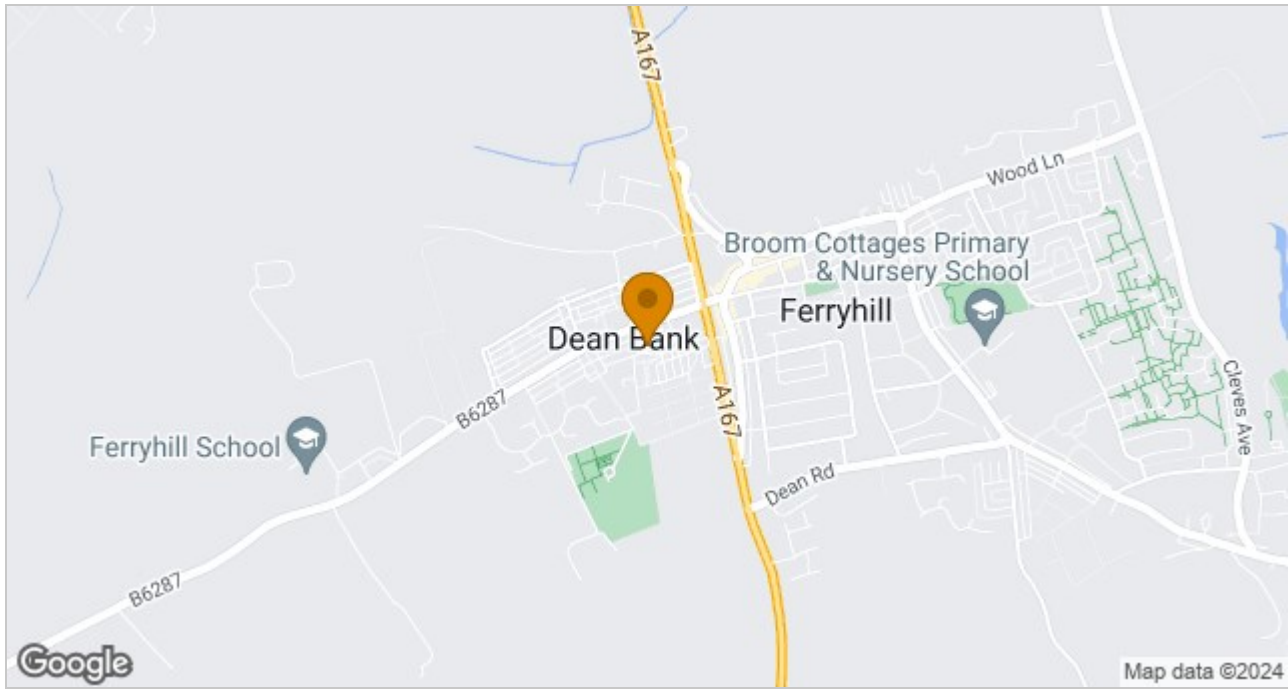 A167
Wood Ln
Broom Cottages Primary
& Nursery School
Ferryhill
Dean Bank
A167
Cleves Ave
B6287
Ferryhill School
Dean Rd
B6287
Google
Map data ©2024